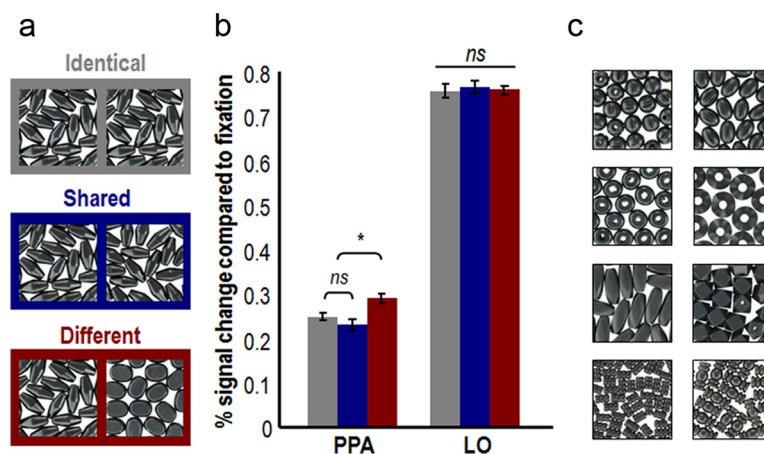 a
Identical
Shared
Different
b
% signal change compared to fixation
0.8
0.7
0.6
0.5
0.4
0.3
0.2
0.1
0
ns
*
ns
PPA
LO
c